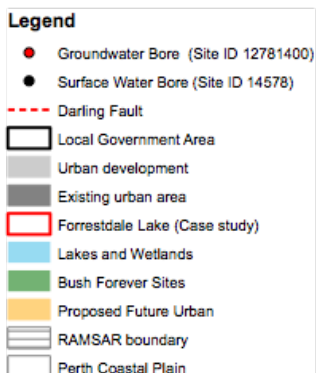 Legend
Groundwater Bore (Site ID 12781400)
Surface Water Bore (Site ID 14578)
Darling Fault
Local Government Area
Urban development
Existing urban area
Forrestdale Lake (Case study)
Lakes and Wetlands
Bush Forever Sites
Proposed Future Urban
RAMSAR boundary
Perth Coastal Plain